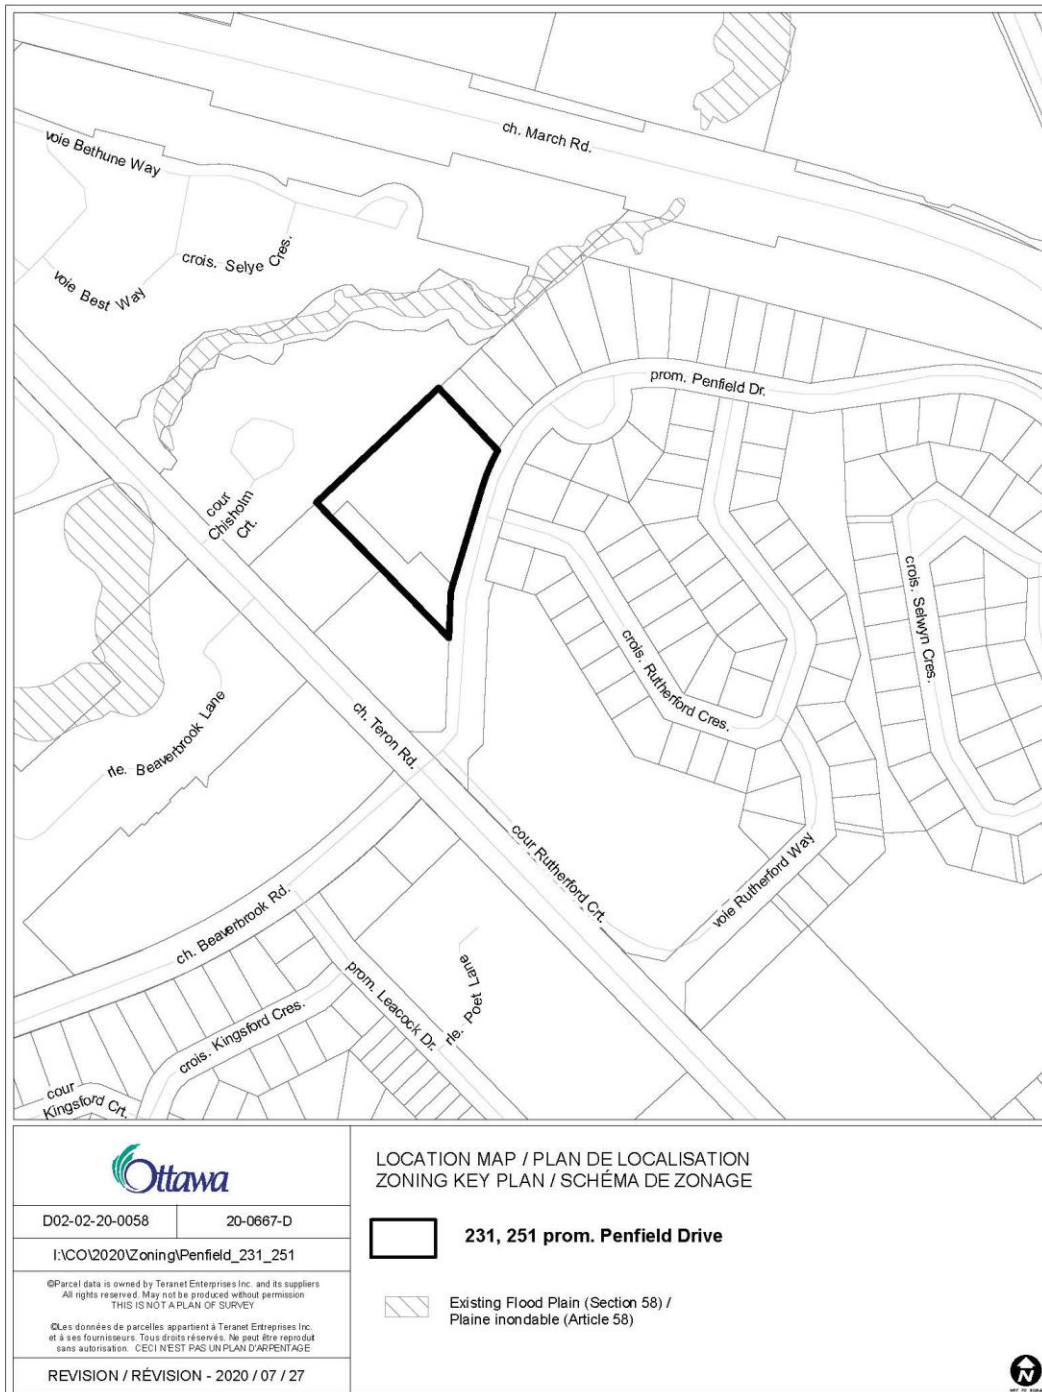 ch. March Rd.
voie Bethune Way
crois. Selye Cres.
voie Best Way
prom. Penfield Dr.
cour
Chisholm
Crt.
crois. Selwyn Cres.
crois. Rutherford Cres.
rle. Beaverbrook Lane
ch. Teron Rd.
cour Rutherford Crt.
voie Rutherford Way
ch. Beaverbrook Rd.
prom. Leacock Dr.
rle. Poet Lane
crois. Kingsford Cres.
cour
Kingsford Crt.
Ottawa
D02-02-20-0058
20-0667-D
I:\CO\2020\Zoning\Penfield_231_251
©Parcel data is owned by Teranet Enterprises Inc. and its suppliers
All rights reserved. May not be produced without permission
THIS IS NOT A PLAN OF SURVEY
©Les données de parcelles appartient à Teranet Entreprises Inc.
et à ses fournisseurs. Tous droits réservés. Ne peut être reproduit
sans autorisation. CECI N'EST PAS UN PLAN D'ARPENTAGE
REVISION / RÉVISION - 2020 / 07 / 27
LOCATION MAP / PLAN DE LOCALISATION
ZONING KEY PLAN / SCHÉMA DE ZONAGE
231, 251 prom. Penfield Drive
Existing Flood Plain (Section 58) /
Plaine inondable (Article 58)
N
NOT TO SCALE